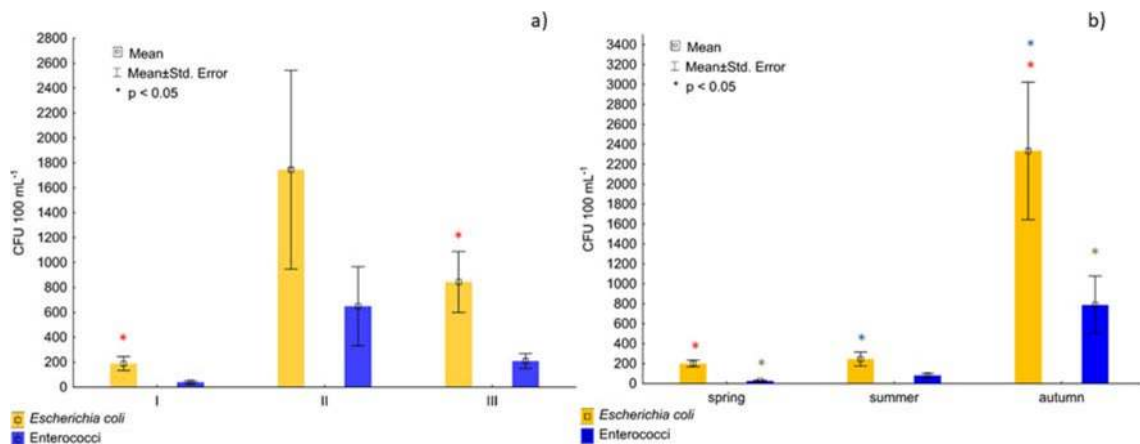 a)
2800
2600
2400
2200
2000
1800
1600
1400
1200
1000
800
600
400
200
0
CFU 100 mL⁻¹
Mean
Mean±Std. Error
* p < 0.05
I II III
Escherichia coli
Enterococci
b)
3400
3200
3000
2800
2600
2400
2200
2000
1800
1600
1400
1200
1000
800
600
400
200
0
CFU 100 mL⁻¹
Mean
Mean±Std. Error
* p < 0.05
spring summer autumn
Escherichia coli
Enterococci